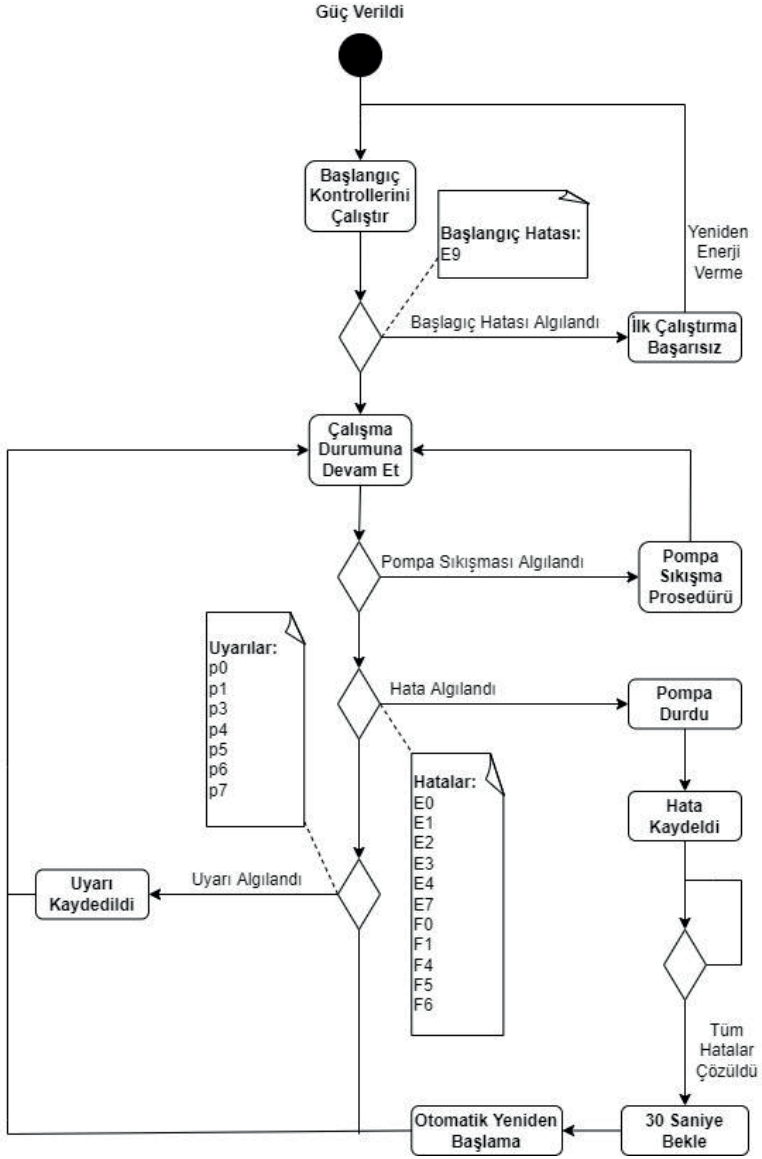 Güç Verildi
Başlangıç
Kontrollerini
Çalıştır
Başlangıç Hatası:
E9
Yeniden
Enerji
Verme
Başlagıç Hatası Algılandı
İlk Çalıştırma
Başarısız
Çalışma
Durumuna
Devam Et
Pompa Sıkışması Algılandı
Pompa
Sıkışma
Prosedürü
Uyarılar:
p0
p1
p3
p4
p5
p6
p7
Hata Algılandı
Pompa
Durdu
Hatalar:
E0
E1
E2
E3
E4
E7
F0
F1
F4
F5
F6
Hata
Kaydeldi
Uyarı Algılandı
Uyarı
Kaydedildi
Tüm
Hatalar
Çözüldü
30 Saniye
Bekle
Otomatik Yeniden
Başlama